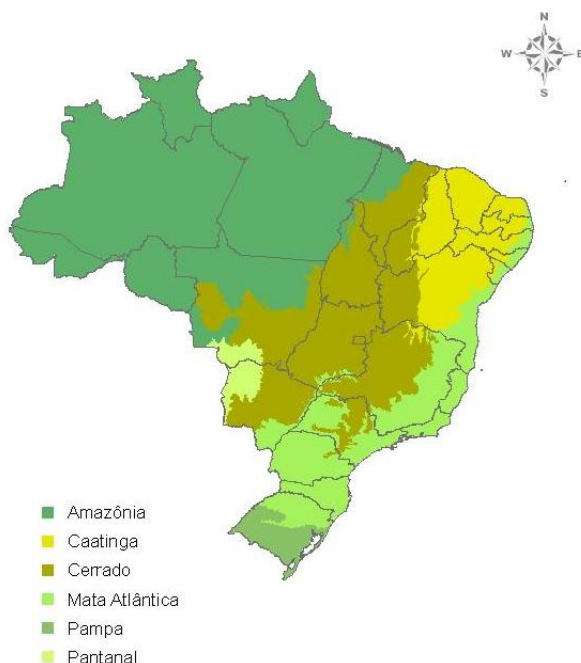 N
W E
S
Amazônia
Caatinga
Cerrado
Mata Atlântica
Pampa
Pantanal